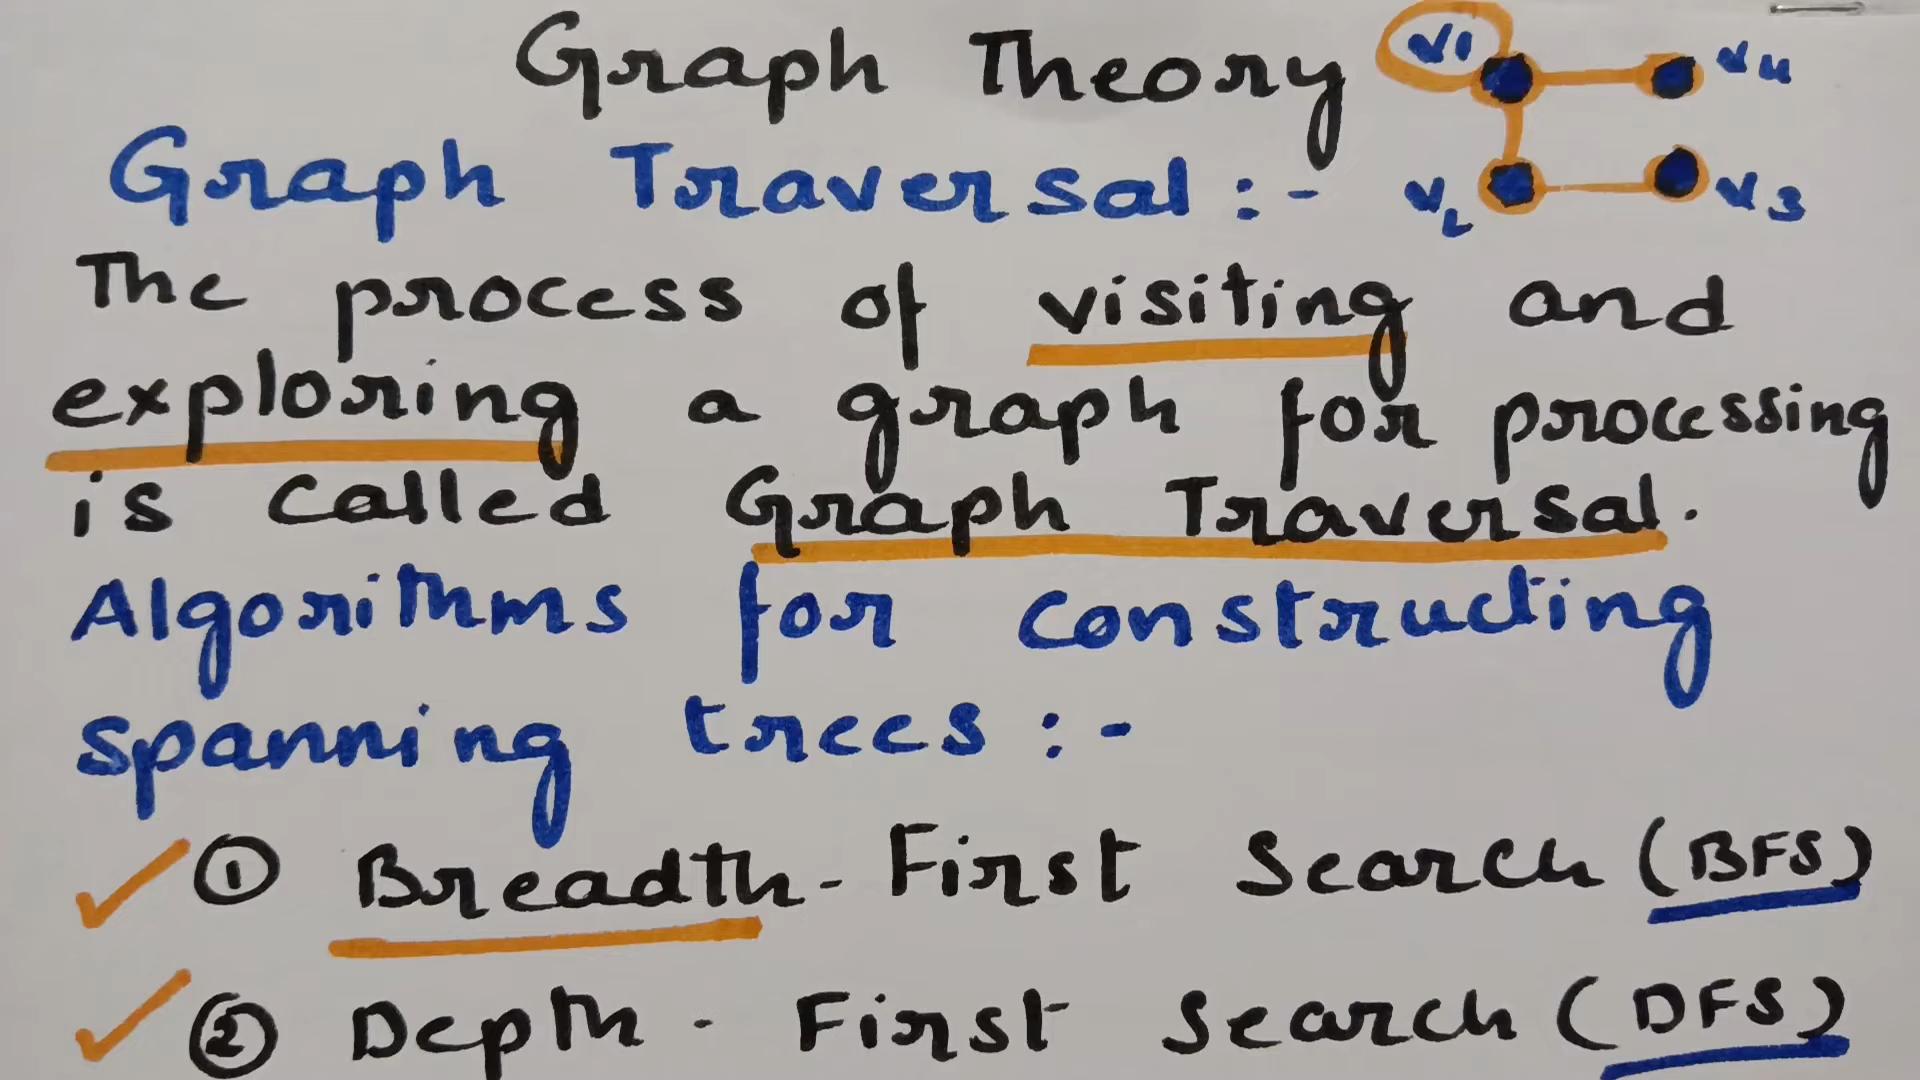 Graph Theory
v1
v4
Graph Traversal :-
v2
v3
The process of visiting and
exploring a graph for processing
is called Graph Traversal.
Algorithms for constructing
spanning trees :-
① Breadth-First Search (BFS)
② Depth-First Search (DFS)